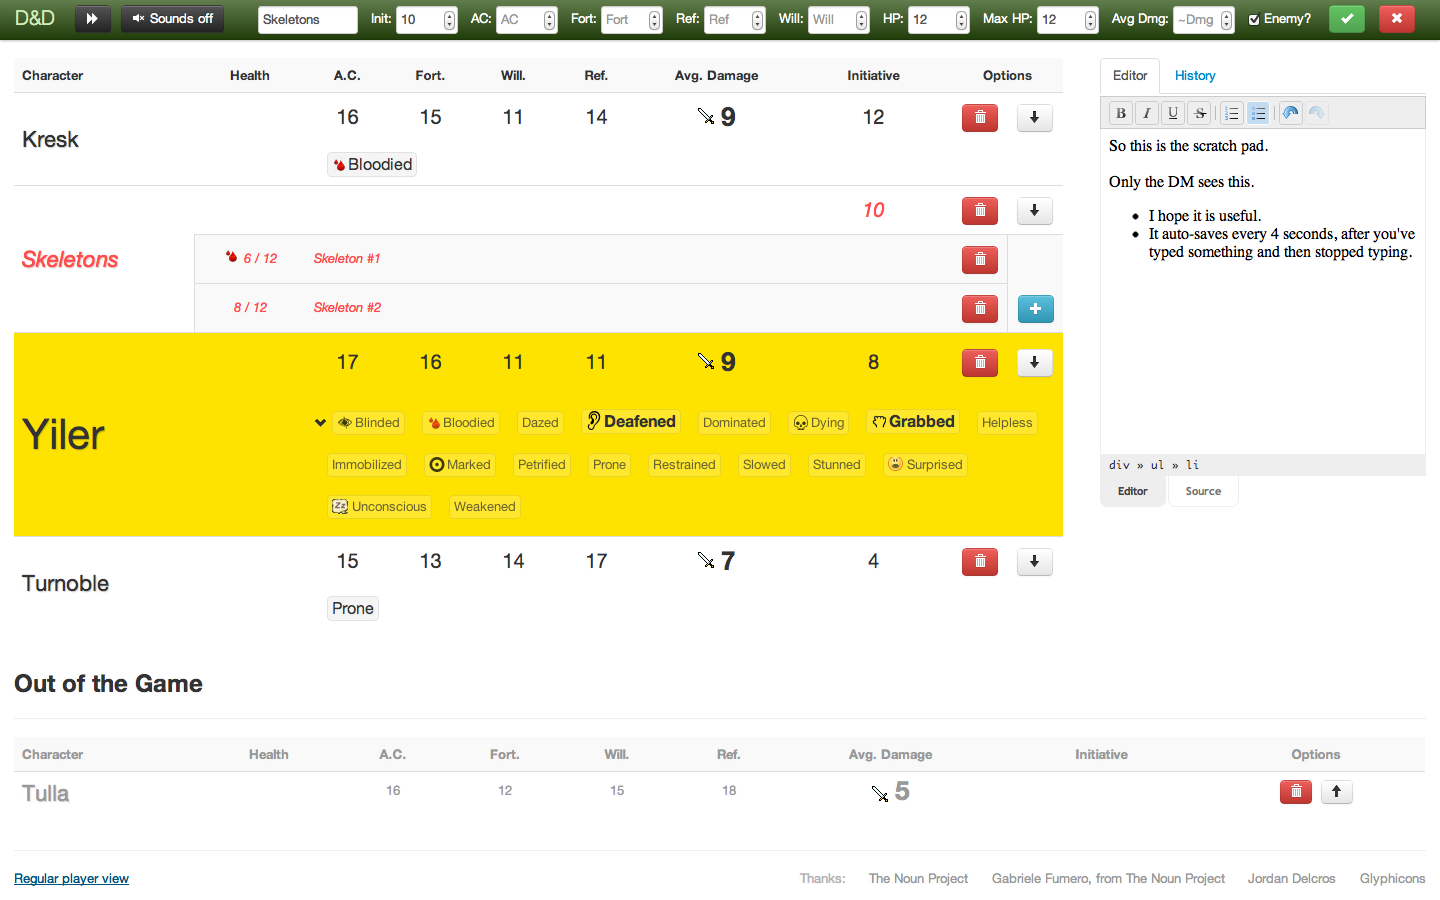 D&D Sounds off Skeletons Init: 10 AC: AC Fort: Fort Ref: Ref Will: Will HP: 12 Max HP: 12 Avg Dmg: ~Dmg Enemy?
Character Health A.C. Fort. Will. Ref. Avg. Damage Initiative Options
Kresk 16 15 11 14 9 12
Bloodied
10
Skeletons
6 / 12 Skeleton #1
8 / 12 Skeleton #2
17 16 11 11 9 8
Yiler
Blinded Bloodied Dazed Deafened Dominated Dying Grabbed Helpless
Immobilized Marked Petrified Prone Restrained Slowed Stunned Surprised
Unconscious Weakened
Turnoble 15 13 14 17 7 4
Prone
Editor History
B I U S
So this is the scratch pad.
Only the DM sees this.
• I hope it is useful.
• It auto-saves every 4 seconds, after you've
typed something and then stopped typing.
div » ul » li
Editor Source
Out of the Game
Character Health A.C. Fort. Will. Ref. Avg. Damage Initiative Options
Tulla 16 12 15 18 5
Regular player view Thanks: The Noun Project Gabriele Fumero, from The Noun Project Jordan Delcros Glyphicons